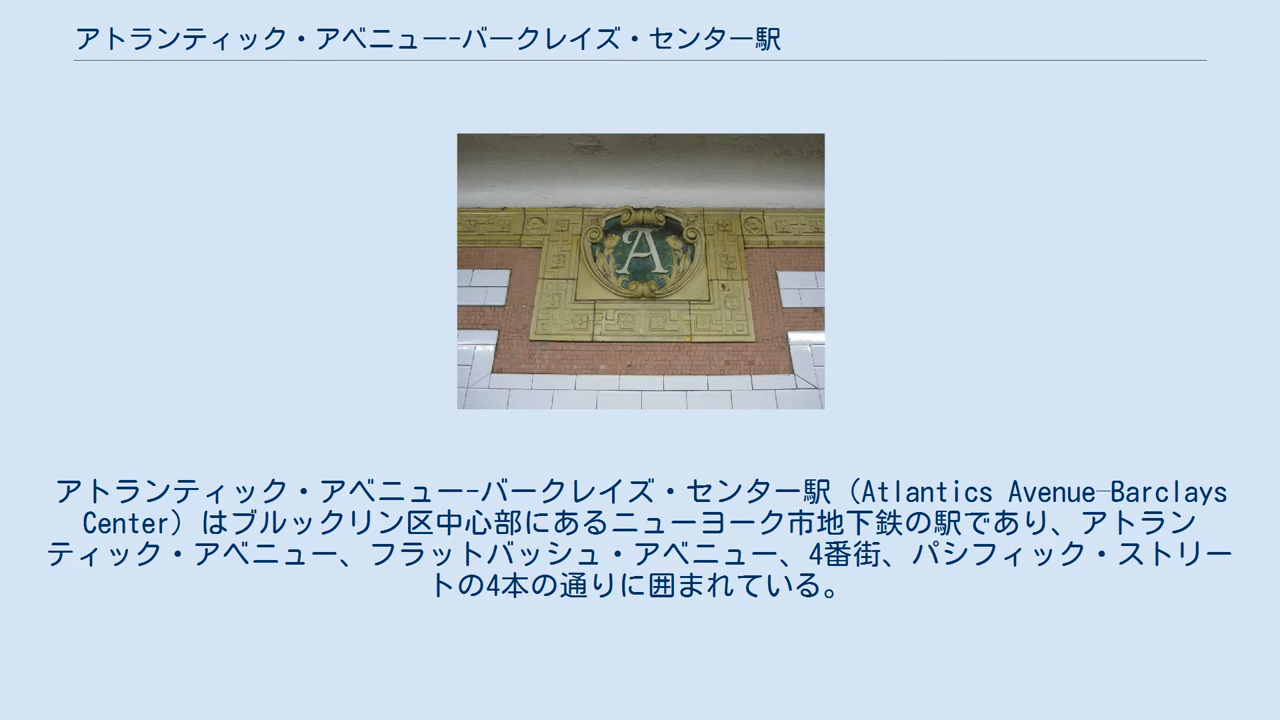 アトランティック・アベニュー-バークレイズ・センター駅
A
アトランティック・アベニュー-バークレイズ・センター駅（Atlantics Avenue–Barclays
Center）はブルックリン区中心部にあるニューヨーク市地下鉄の駅であり、アトラン
ティック・アベニュー、フラットバッシュ・アベニュー、4番街、パシフィック・ストリー
トの4本の通りに囲まれている。